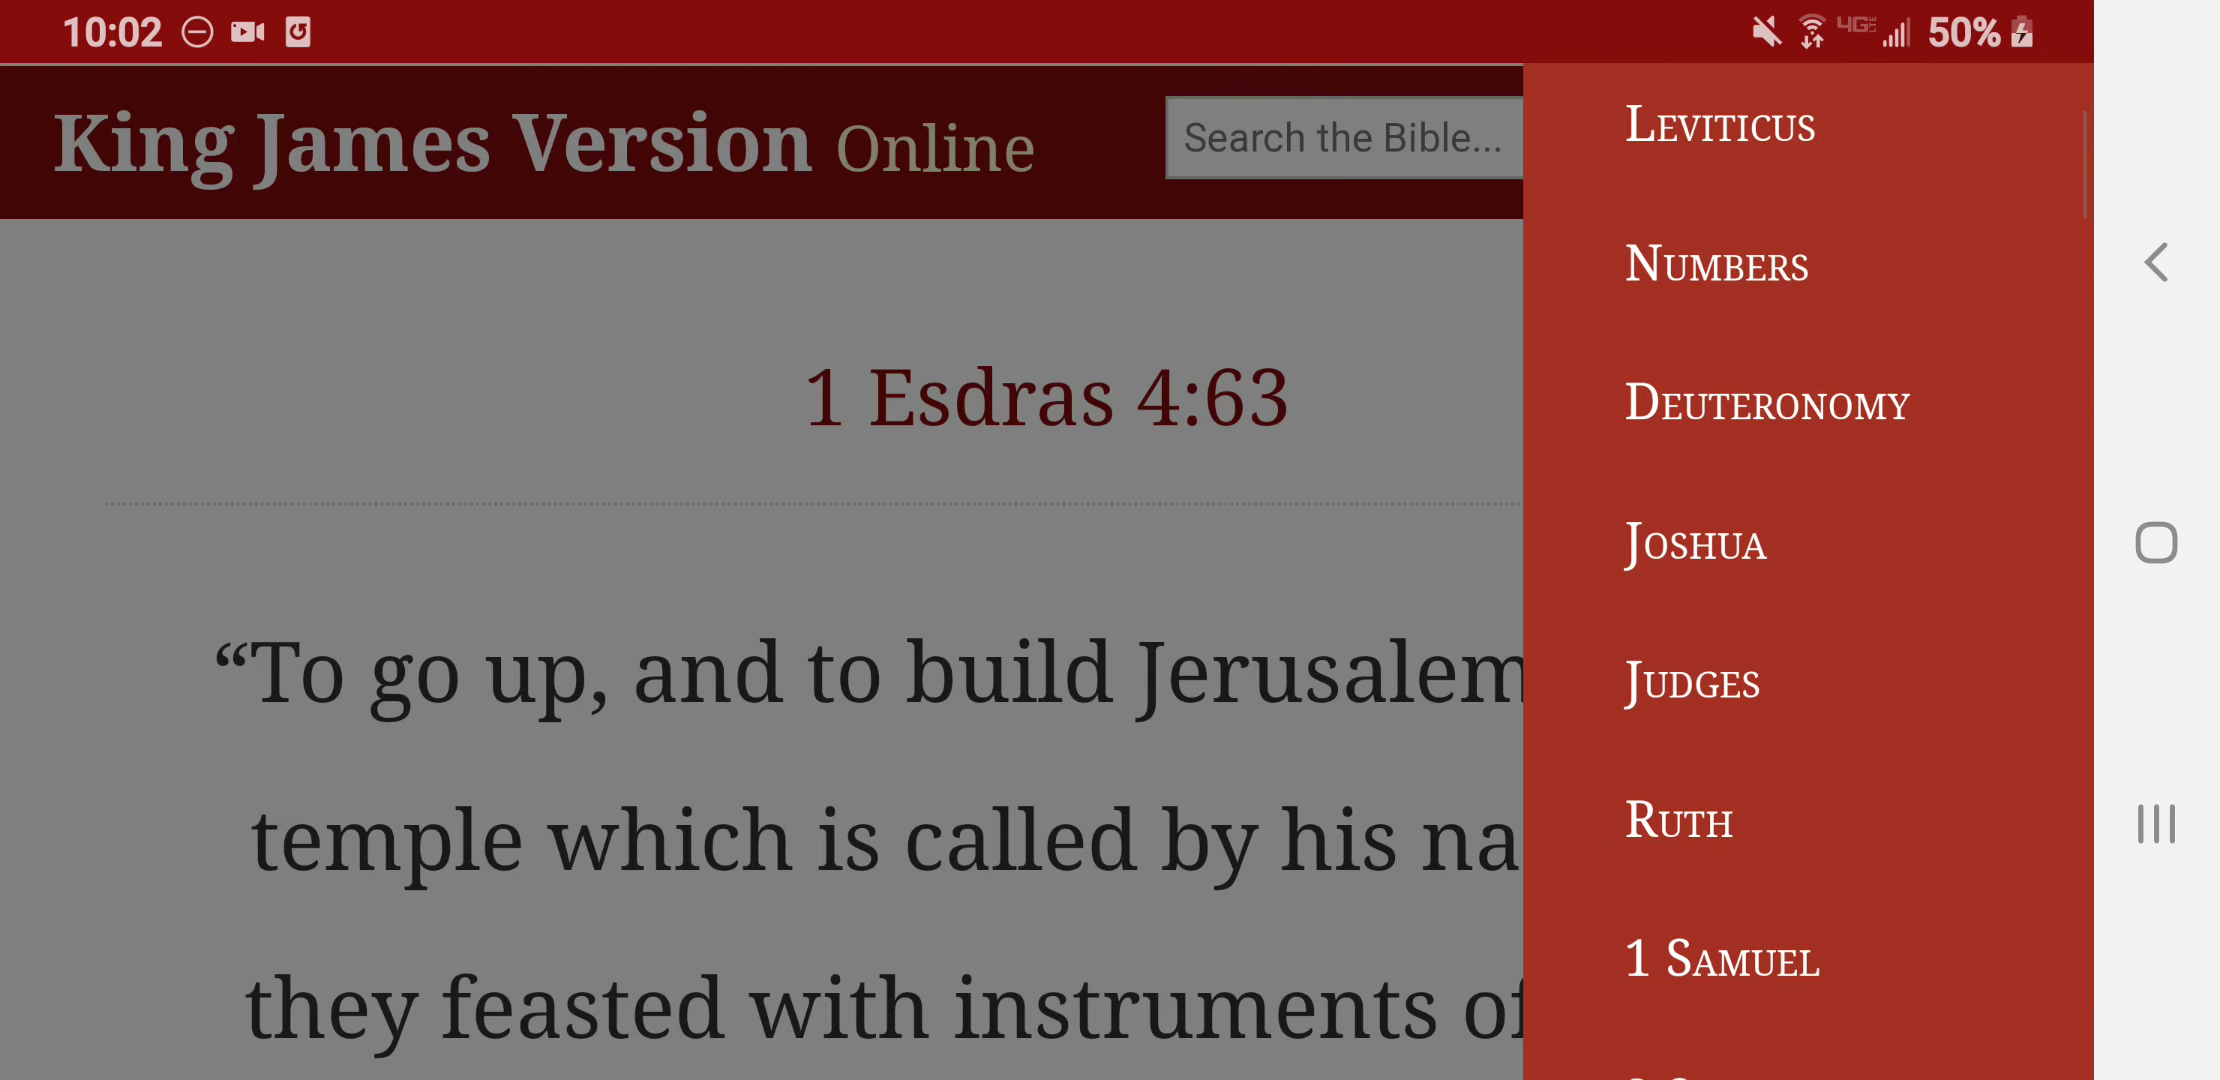 10:02
4G LTE 50%
King James Version Online
Search the Bible...
1 Esdras 4:63
“To go up, and to build Jerusalem
temple which is called by his na
they feasted with instruments of
Leviticus
Numbers
Deuteronomy
Joshua
Judges
Ruth
1 Samuel